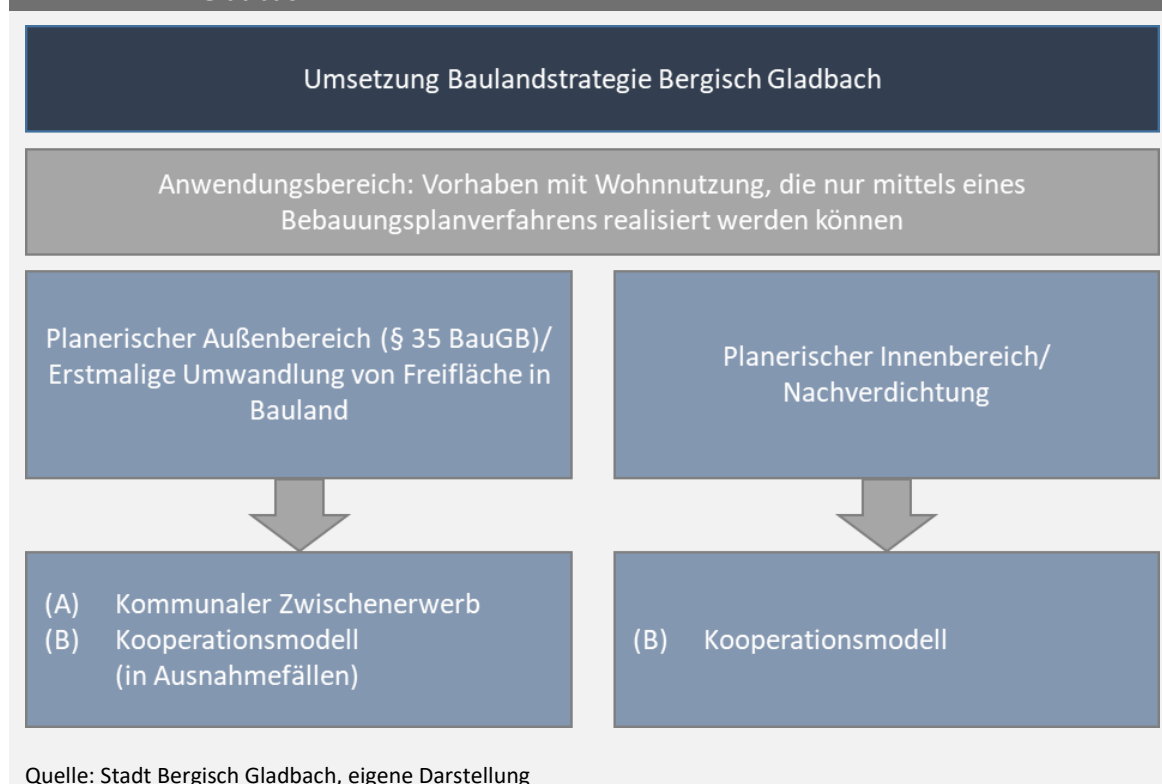 Umsetzung Baulandstrategie Bergisch Gladbach
Anwendungsbereich: Vorhaben mit Wohnnutzung, die nur mittels eines
Bebauungsplanverfahrens realisiert werden können
Planerischer Außenbereich (§ 35 BauGB)/
Erstmalige Umwandlung von Freifläche in
Bauland
Planerischer Innenbereich/
Nachverdichtung
(A) Kommunaler Zwischenerwerb
(B) Kooperationsmodell
(in Ausnahmefällen)
(B) Kooperationsmodell
Quelle: Stadt Bergisch Gladbach, eigene Darstellung